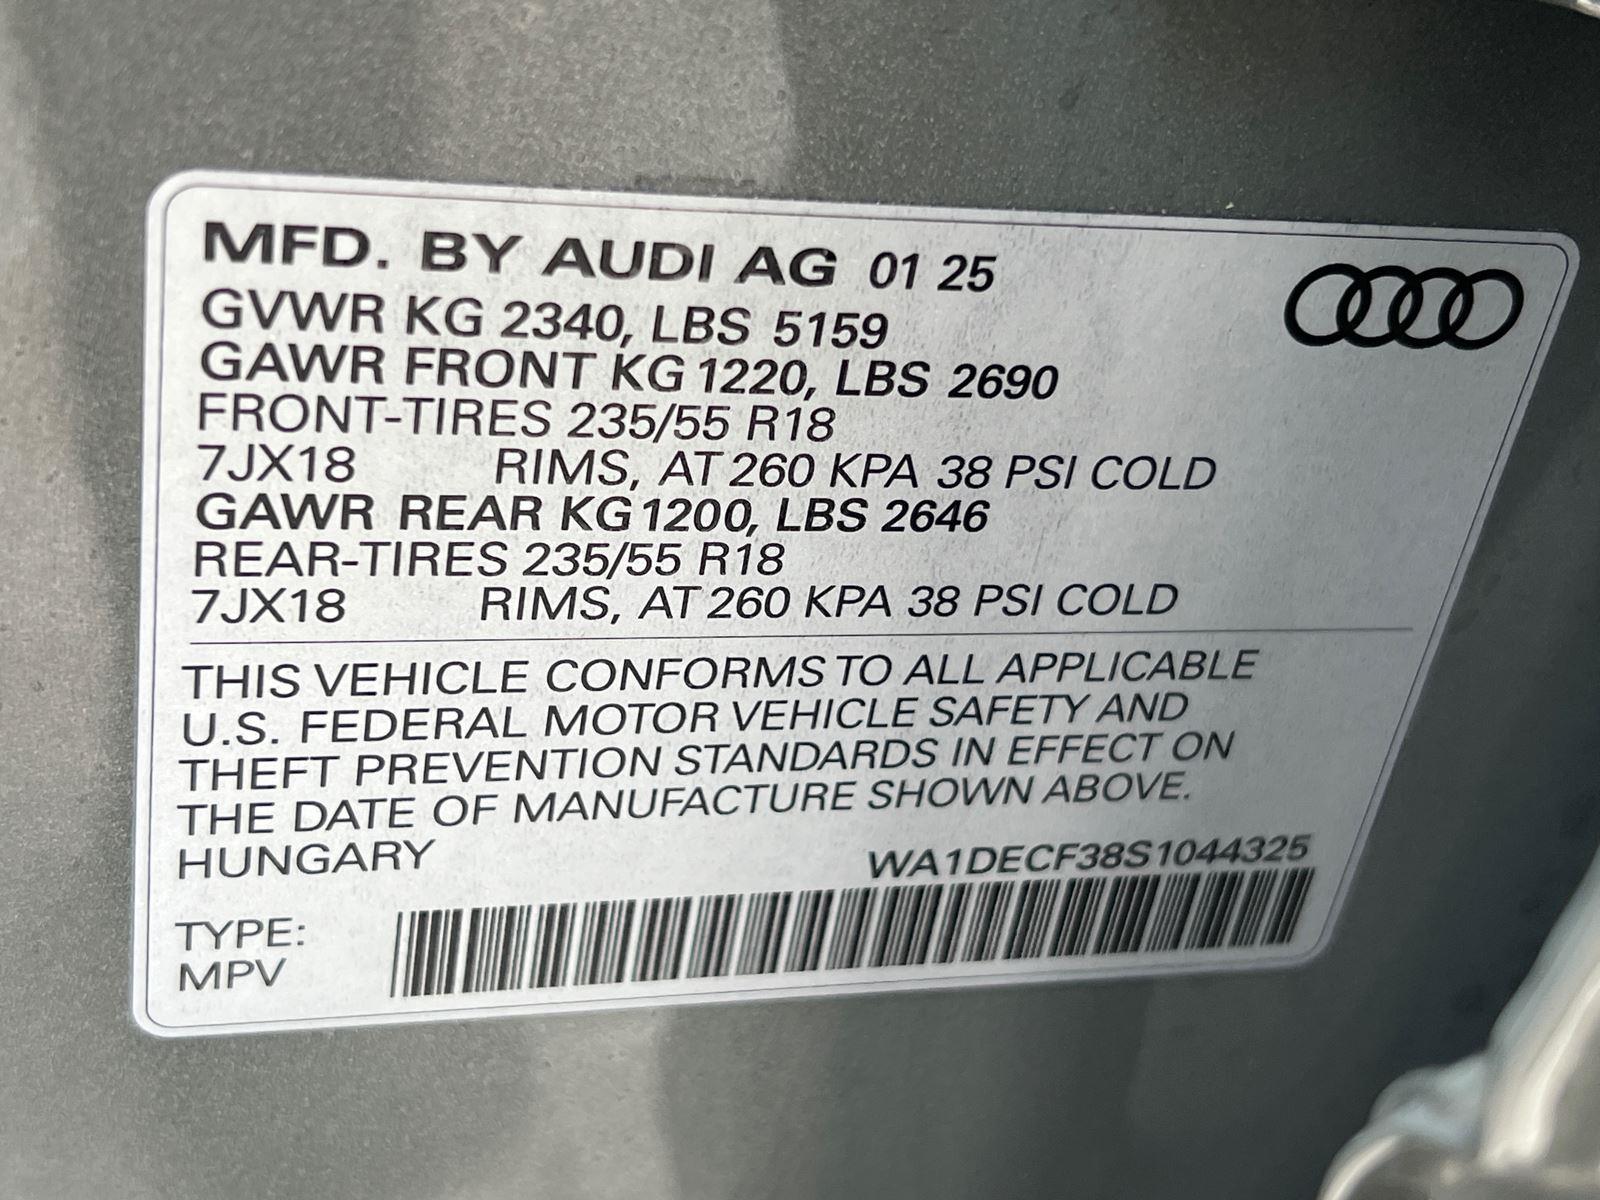 MFD. BY AUDI AG 01 25
GVWR KG 2340, LBS 5159
GAWR FRONT KG 1220, LBS 2690
FRONT-TIRES 235/55 R18
7JX18 RIMS, AT 260 KPA 38 PSI COLD
GAWR REAR KG 1200, LBS 2646
REAR-TIRES 235/55 R18
7JX18 RIMS, AT 260 KPA 38 PSI COLD
THIS VEHICLE CONFORMS TO ALL APPLICABLE
U.S. FEDERAL MOTOR VEHICLE SAFETY AND
THEFT PREVENTION STANDARDS IN EFFECT ON
THE DATE OF MANUFACTURE SHOWN ABOVE.
HUNGARY WA1DECF38S1044325
TYPE:
MPV